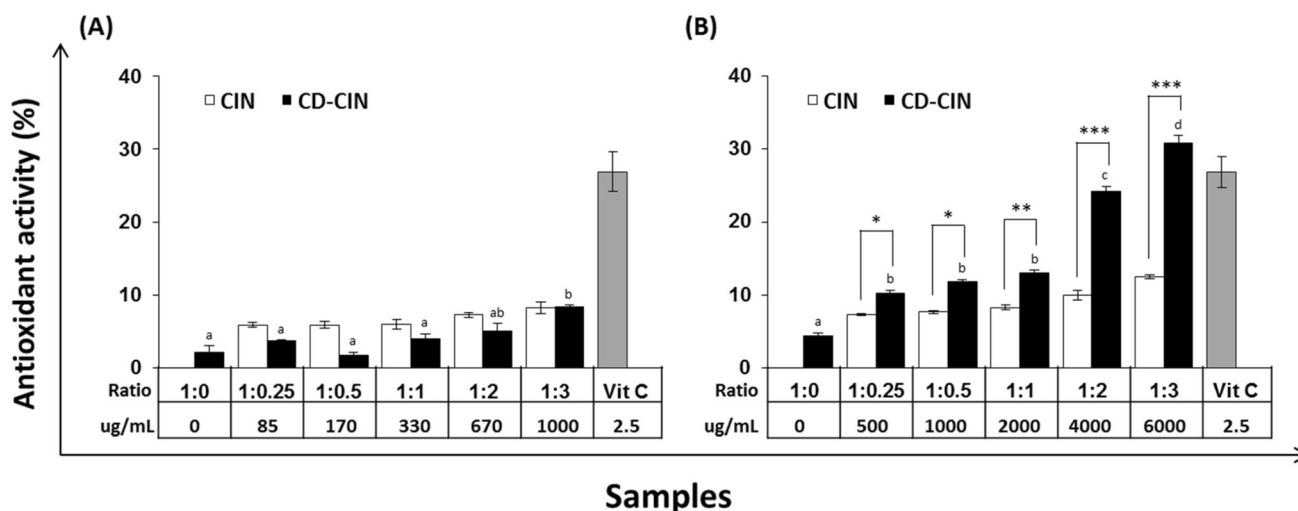 (A)
(B)
Antioxidant activity (%)
40
30
20
10
0
CIN CD-CIN
a
a
a
a
ab
b
Ratio 1:0 1:0.25 1:0.5 1:1 1:2 1:3 Vit C
ug/mL 0 85 170 330 670 1000 2.5
40
30
20
10
0
CIN CD-CIN
* * ** *** ***
a
b
b
b
c
d
Ratio 1:0 1:0.25 1:0.5 1:1 1:2 1:3 Vit C
ug/mL 0 500 1000 2000 4000 6000 2.5
Samples